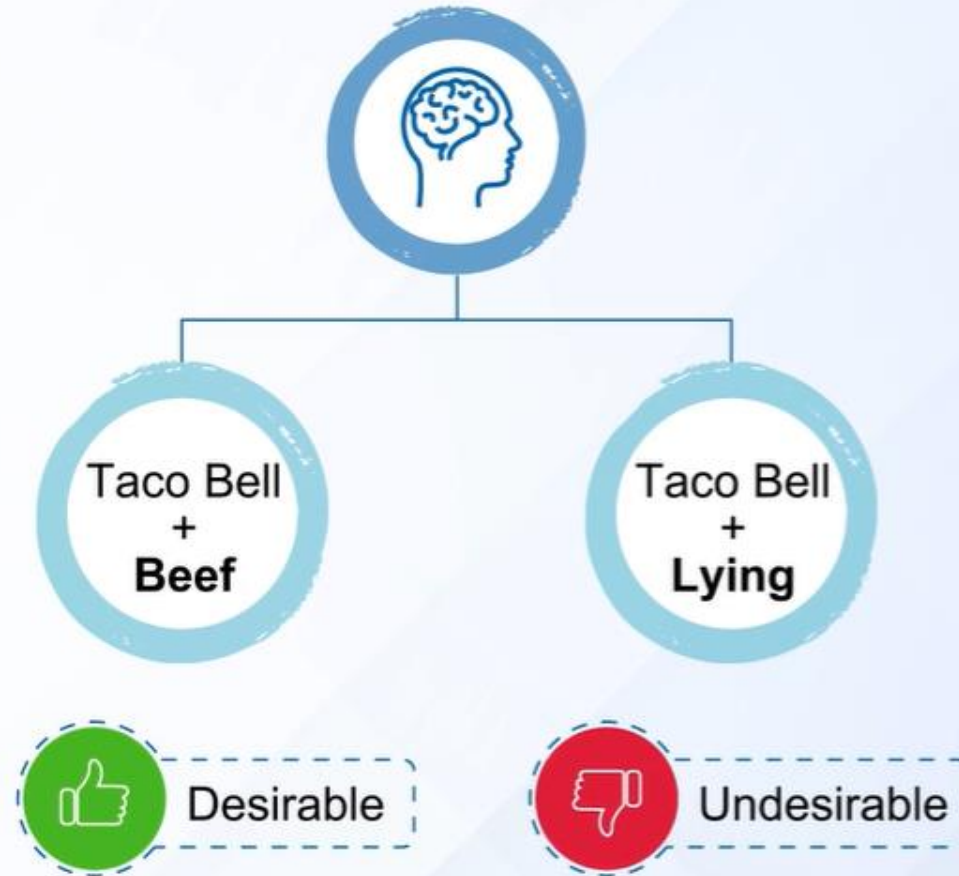 Taco Bell
+
Beef
Taco Bell
+
Lying
Desirable
Undesirable